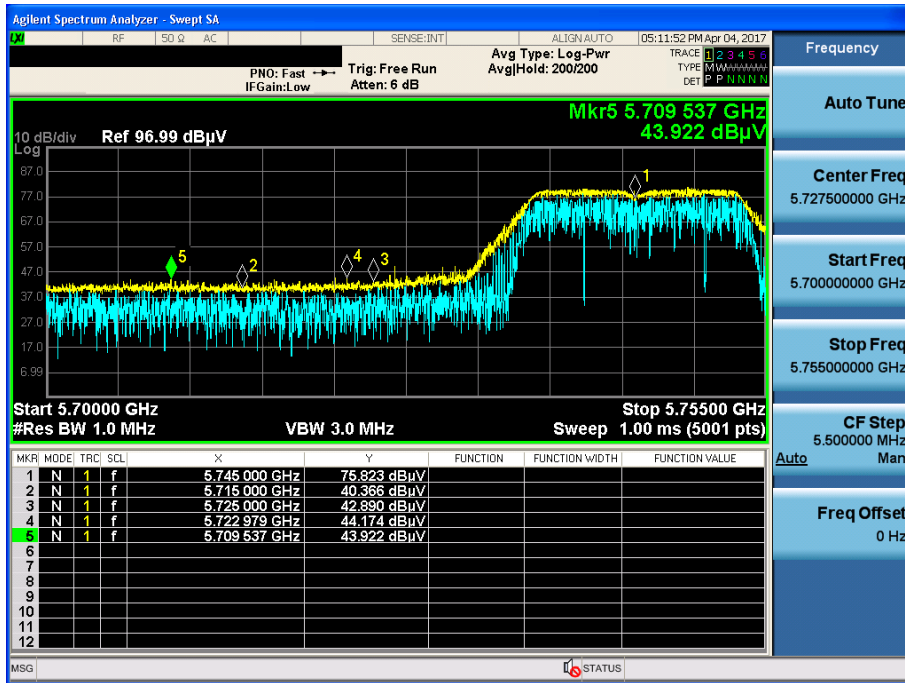 Agilent Spectrum Analyzer - Swept SA
LXI RF 50 Ω AC SENSE:INT ALIGN AUTO 05:11:52 PM Apr 04, 2017
PNO: Fast Trig: Free Run Avg Type: Log-Pwr TRACE 1 2 3 4 5 6
IFGain:Low Atten: 6 dB Avg|Hold: 200/200 TYPE M W W W W W
DET P P N N N N
Mkr5 5.709 537 GHz
43.922 dBµV
10 dB/div Ref 96.99 dBµV
Log
87.0
77.0
67.0
57.0
47.0
37.0
27.0
17.0
6.99
5 2 4 3 1
Start 5.70000 GHz Stop 5.75500 GHz
#Res BW 1.0 MHz VBW 3.0 MHz Sweep 1.00 ms (5001 pts)
MKR MODE TRC SCL X Y FUNCTION FUNCTION WIDTH FUNCTION VALUE
1 N 1 f 5.745 000 GHz 75.823 dBµV
2 N 1 f 5.715 000 GHz 40.366 dBµV
3 N 1 f 5.725 000 GHz 42.890 dBµV
4 N 1 f 5.722 979 GHz 44.174 dBµV
5 N 1 f 5.709 537 GHz 43.922 dBµV
6
7
8
9
10
11
12
MSG STATUS
Frequency
Auto Tune
Center Freq
5.727500000 GHz
Start Freq
5.700000000 GHz
Stop Freq
5.755000000 GHz
CF Step
5.500000 MHz
Auto Man
Freq Offset
0 Hz